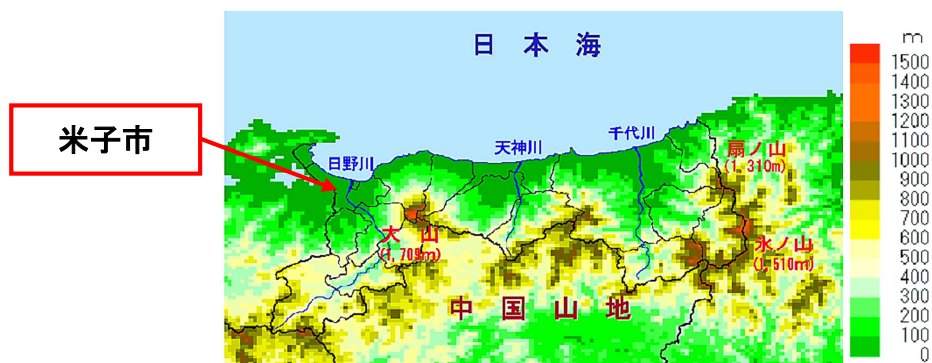 日本海
米子市
日野川
天神川
千代川
扇ノ山
(1,310m)
大山
(1,709m)
氷ノ山
(1,510m)
中国山地
m
1500
1400
1300
1200
1000
900
800
700
600
500
400
300
200
100
0